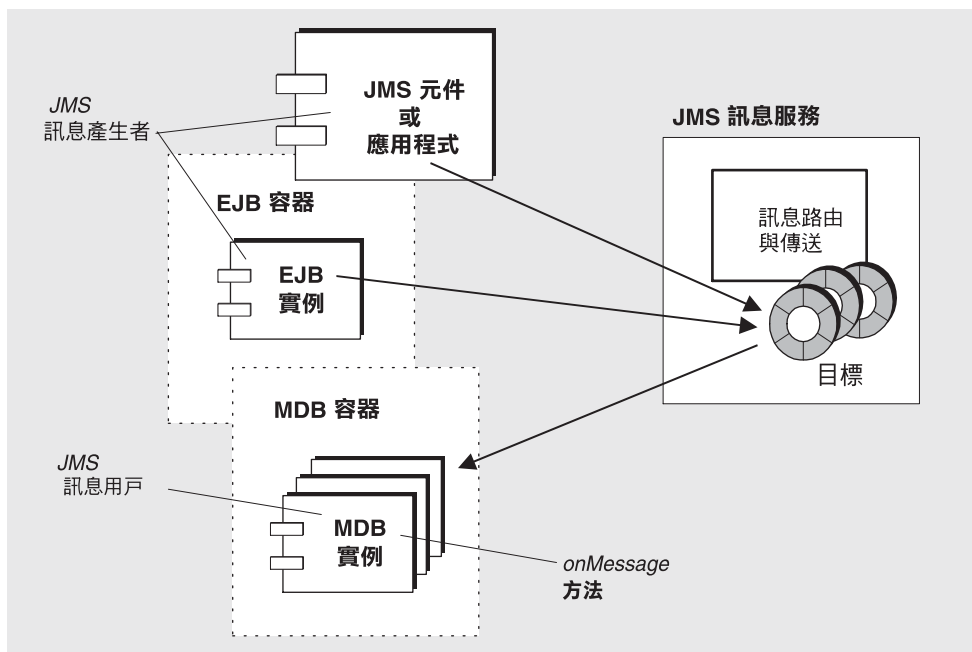 JMS 元件
或
應用程式
JMS
訊息產生者
JMS 訊息服務
訊息路由
與傳送
目標
EJB 容器
EJB
實例
MDB 容器
JMS
訊息用戶
MDB
實例
onMessage
方法